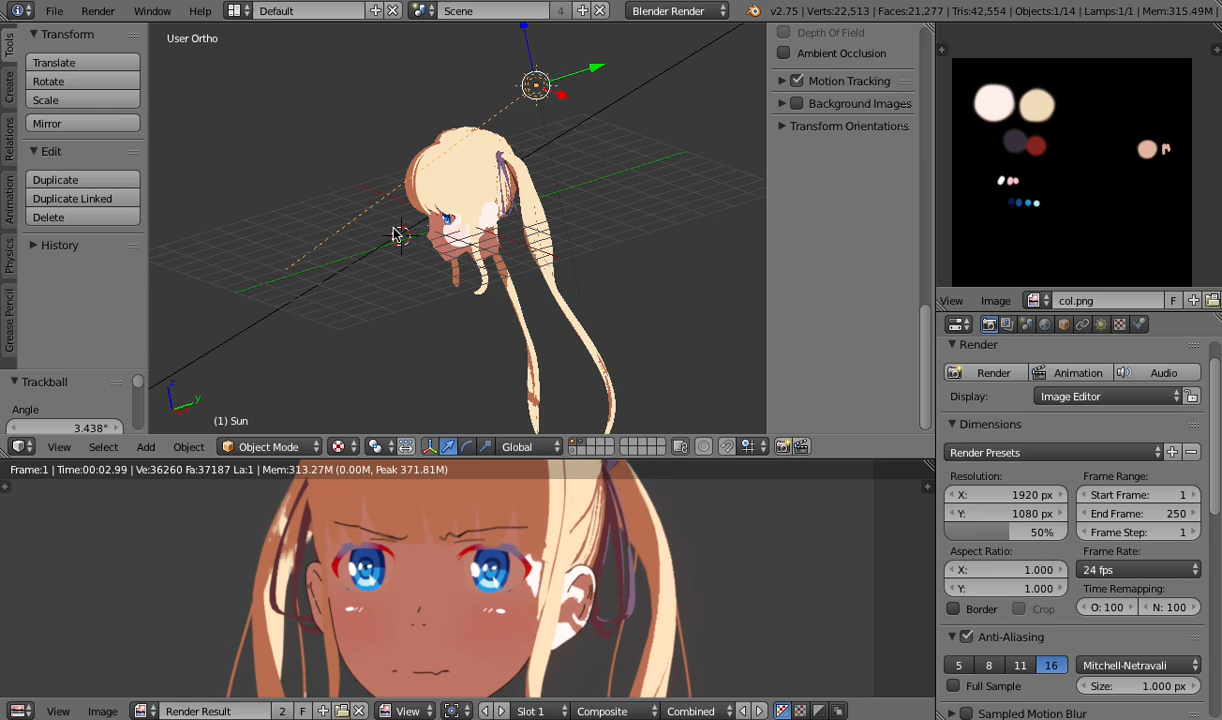 File Render Window Help Default Scene 4 Blender Render v2.75 | Verts:22,513 | Faces:21,277 | Tris:42,554 | Objects:1/14 | Lamps:1/1 | Mem:315.49M |
Tools
Create
Relations
Animation
Physics
Grease Pencil
Transform
Translate
Rotate
Scale
Mirror
Edit
Duplicate
Duplicate Linked
Delete
History
Trackball
Angle
3.438°
User Ortho
z
y
(1) Sun
Depth Of Field
Ambient Occlusion
Motion Tracking
Background Images
Transform Orientations
View Select Add Object Object Mode Global
View Image col.png F
Render
Render Animation Audio
Display: Image Editor
Dimensions
Render Presets
Resolution: Frame Range:
X: 1920 px Start Frame: 1
Y: 1080 px End Frame: 250
50% Frame Step: 1
Aspect Ratio: Frame Rate:
X: 1.000 24 fps
Y: 1.000 Time Remapping:
Border Crop O: 100 N: 100
Anti-Aliasing
5 8 11 16 Mitchell-Netravali
Full Sample Size: 1.000 px
Sampled Motion Blur
Frame:1 | Time:00:02.99 | Ve:36260 Fa:37187 La:1 | Mem:313.27M (0.00M, Peak 371.81M)
View Image Render Result 2 F View Slot 1 Composite Combined